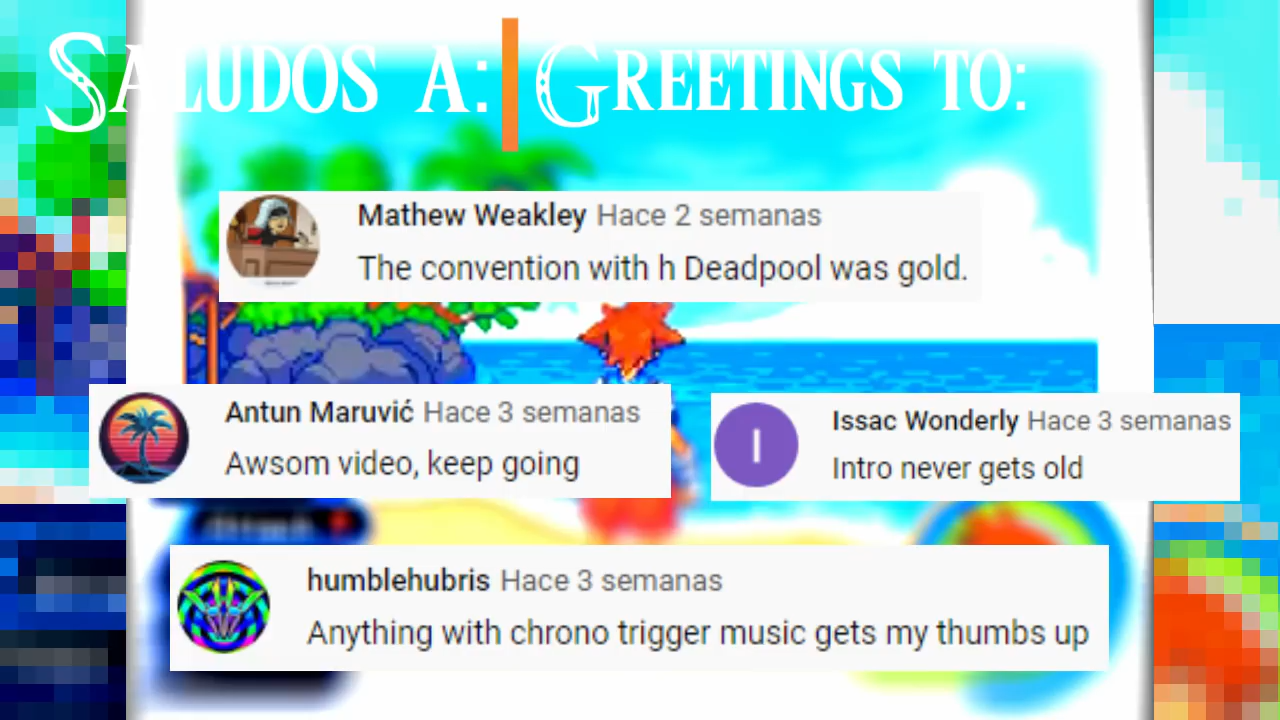 Saludos a: Greetings to:
Mathew Weakley Hace 2 semanas
The convention with h Deadpool was gold.
Antun Maruvić Hace 3 semanas
Awsom video, keep going
I
Issac Wonderly Hace 3 semanas
Intro never gets old
humblehubris Hace 3 semanas
Anything with chrono trigger music gets my thumbs up